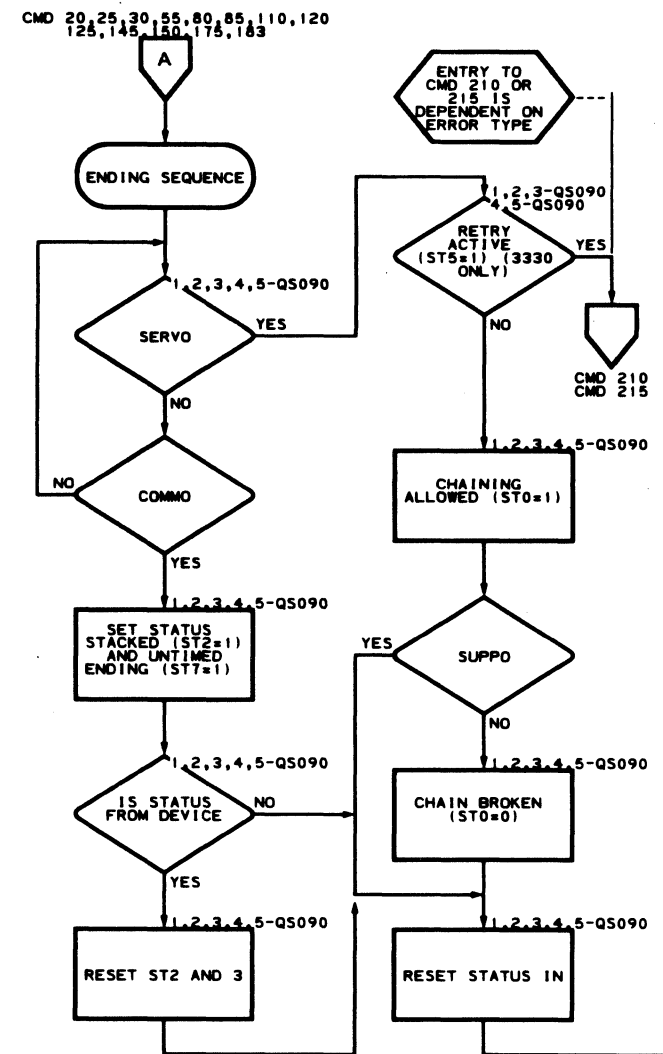 CMD 20,25,30,55,80,85,110,120
125,145,150,175,183
A
ENDING SEQUENCE
1,2,3,4,5-QS090
SERVO
YES
NO
COMMO
NO
YES
1,2,3,4,5-QS090
SET STATUS
STACKED (ST2=1)
AND UNTIMED
ENDING (ST7=1)
1,2,3,4,5-QS090
IS STATUS
FROM DEVICE
NO
YES
1,2,3,4,5-QS090
RESET ST2 AND 3
ENTRY TO
CMD 210 OR
215 IS
DEPENDENT ON
ERROR TYPE
1,2,3-QS090
4,5-QS090
RETRY
ACTIVE
(ST5=1) (3330
ONLY)
YES
NO
CMD 210
CMD 215
1,2,3,4,5-QS090
CHAINING
ALLOWED (ST0=1)
YES
SUPPO
NO
1,2,3,4,5-QS090
CHAIN BROKEN
(ST0=0)
1,2,3,4,5-QS090
RESET STATUS IN